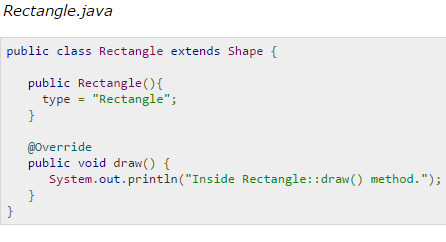 Rectangle.java
public class Rectangle extends Shape {
public Rectangle(){
type = "Rectangle";
}
@Override
public void draw() {
System.out.println("Inside Rectangle::draw() method.");
}
}